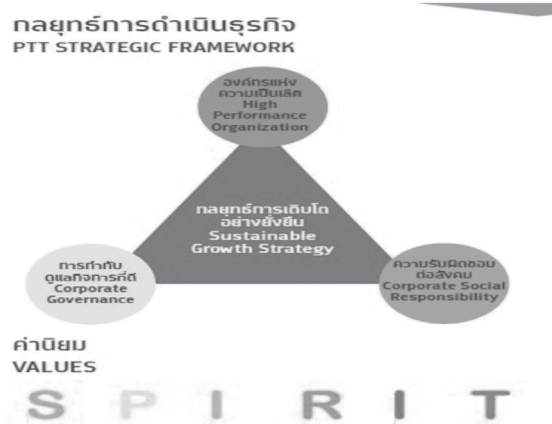 กลยุทธ์การดำเนินธุรกิจ
PTT STRATEGIC FRAMEWORK
องค์กรแห่ง
ความเป็นเลิศ
High
Performance
Organization
กลยุทธ์การเติบโต
อย่างยั่งยืน
Sustainable
Growth Strategy
การกำกับ
ดูแลกิจการที่ดี
Corporate
Governance
ความรับผิดชอบ
ต่อสังคม
Corporate Social
Responsibility
ค่านิยม
VALUES
S P I R I T